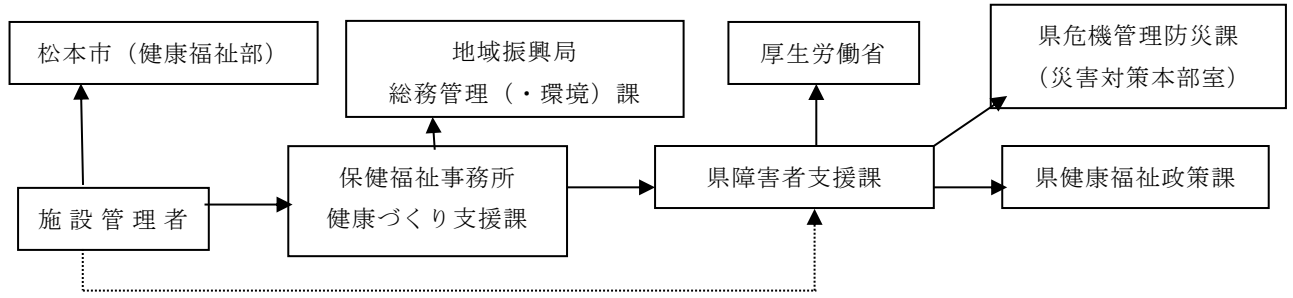 松本市（健康福祉部）
地域振興局
総務管理（・環境）課
厚生労働省
県危機管理防災課
（災害対策本部室）
施設管理者
保健福祉事務所
健康づくり支援課
県障害者支援課
県健康福祉政策課